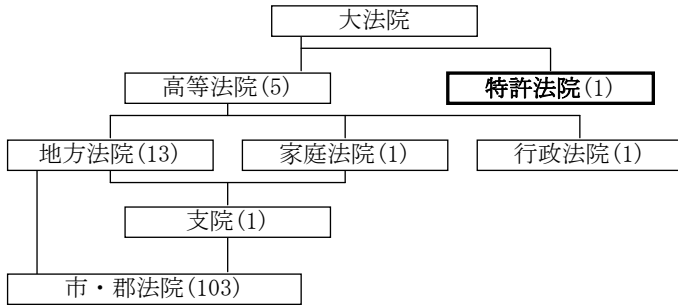 大法院
高等法院(5)
特許法院(1)
地方法院(13)
家庭法院(1)
行政法院(1)
支院(1)
市・郡法院(103)